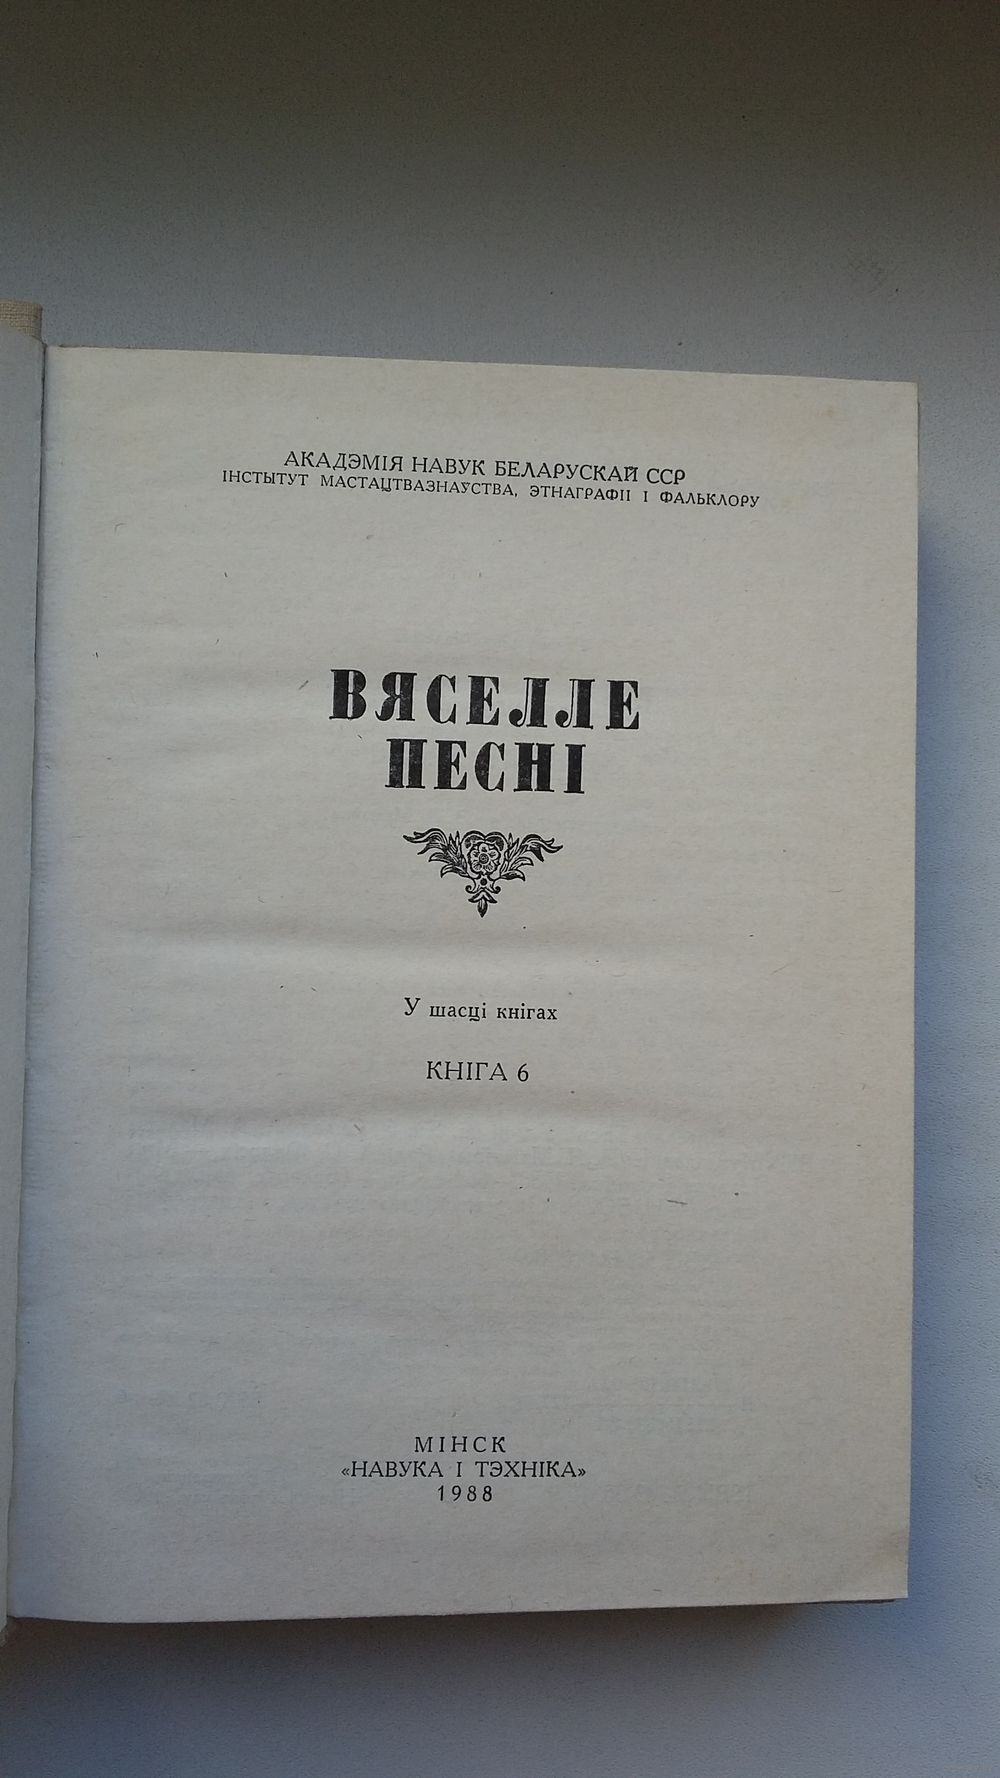 АКАДЭМІЯ НАВУК БЕЛАРУСКАЙ ССР
ІНСТЫТУТ МАСТАЦТВАЗНАЎСТВА, ЭТНАГРАФІІ І ФАЛЬКЛОРУ
ВЯСЕЛЛЕ
ПЕСНІ
У шасці кнігах
КНІГА 6
МІНСК
«НАВУКА І ТЭХНІКА»
1988